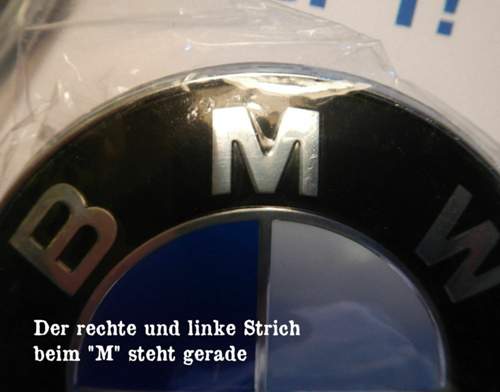 B M W
Der rechte und linke Strich
beim "M" steht gerade